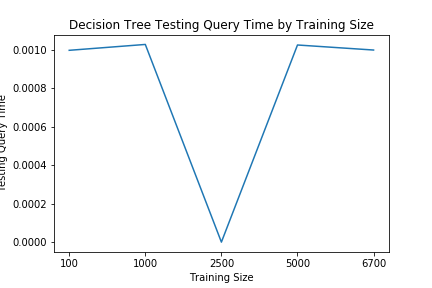 Decision Tree Testing Query Time by Training Size
0.0010
0.0008
0.0006
0.0004
0.0002
0.0000
Testing Query Time
100 1000 2500 5000 6700
Training Size